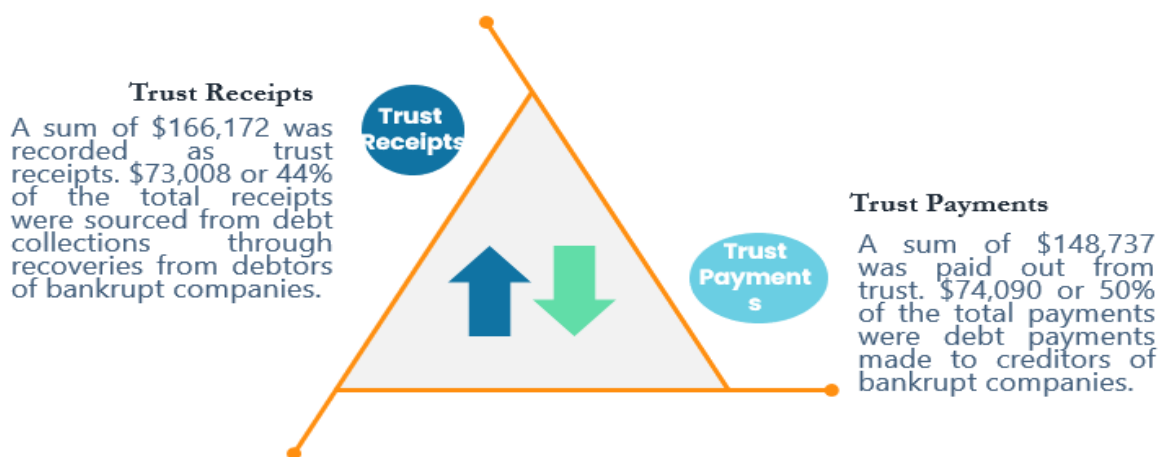 Trust Receipts
A sum of $166,172 was
recorded as trust
receipts. $73,008 or 44%
of the total receipts
were sourced from debt
collections through
recoveries from debtors
of bankrupt companies.
Trust
Receipts
Trust Payments
A sum of $148,737
was paid out from
trust. $74,090 or 50%
of the total payments
were debt payments
made to creditors of
bankrupt companies.
Trust
Payment
s